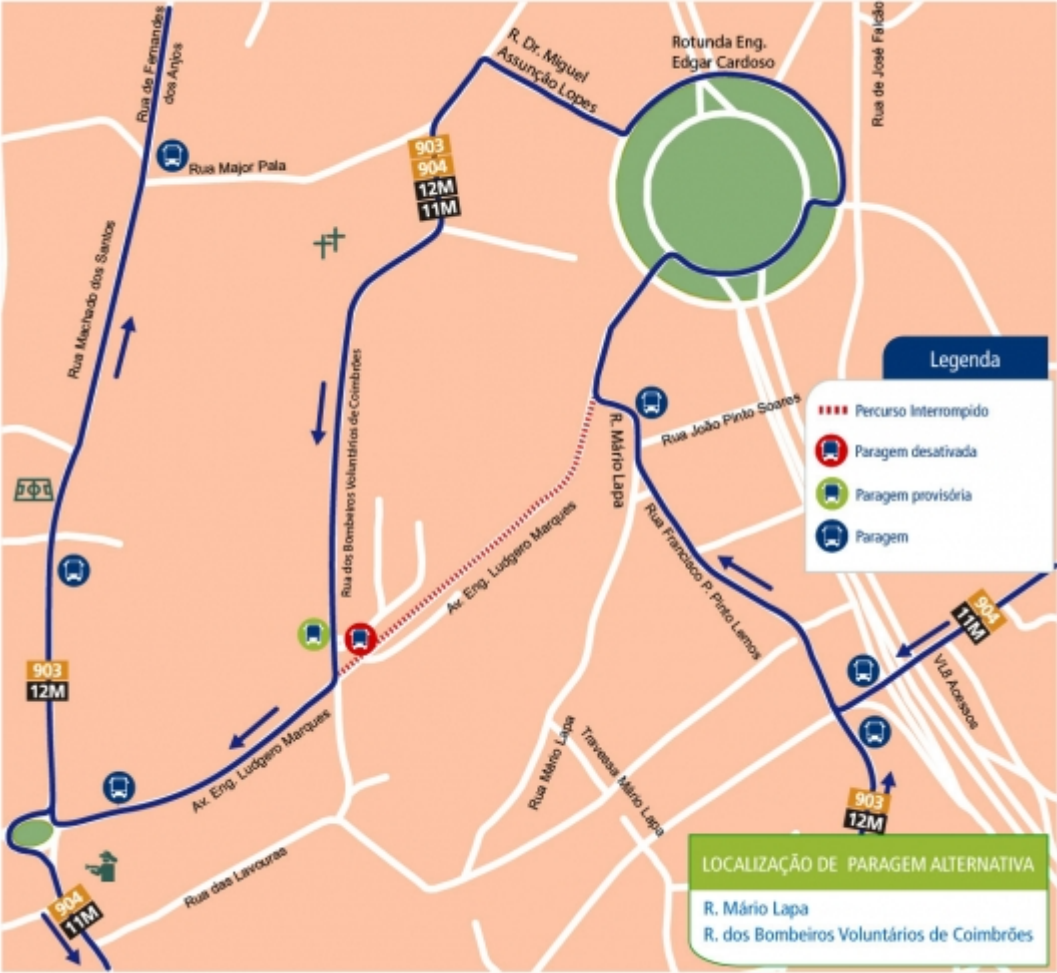 Rua de Fernandes
dos Anjos
R. Dr. Miguel
Assunção Lopes
Rotunda Eng.
Edgar Cardoso
Rua de José Falcão
Rua Major Pala
903
904
12M
11M
Rua Machado dos Santos
Rua dos Bombeiros Voluntários de Coimbrões
Legenda
Percurso Interrompido
Paragem desativada
Paragem provisória
Paragem
R. Mário Lapa
Rua João Pinto Soares
Av. Eng. Ludgero Marques
Rua Francisco P. Pinto Lemos
904
11M
VL8 Acessos
903
12M
Av. Eng. Ludgero Marques
Rua Mário Lapa
Travessa Mário Lapa
903
12M
Rua das Lavouras
904
11M
LOCALIZAÇÃO DE PARAGEM ALTERNATIVA
R. Mário Lapa
R. dos Bombeiros Voluntários de Coimbrões